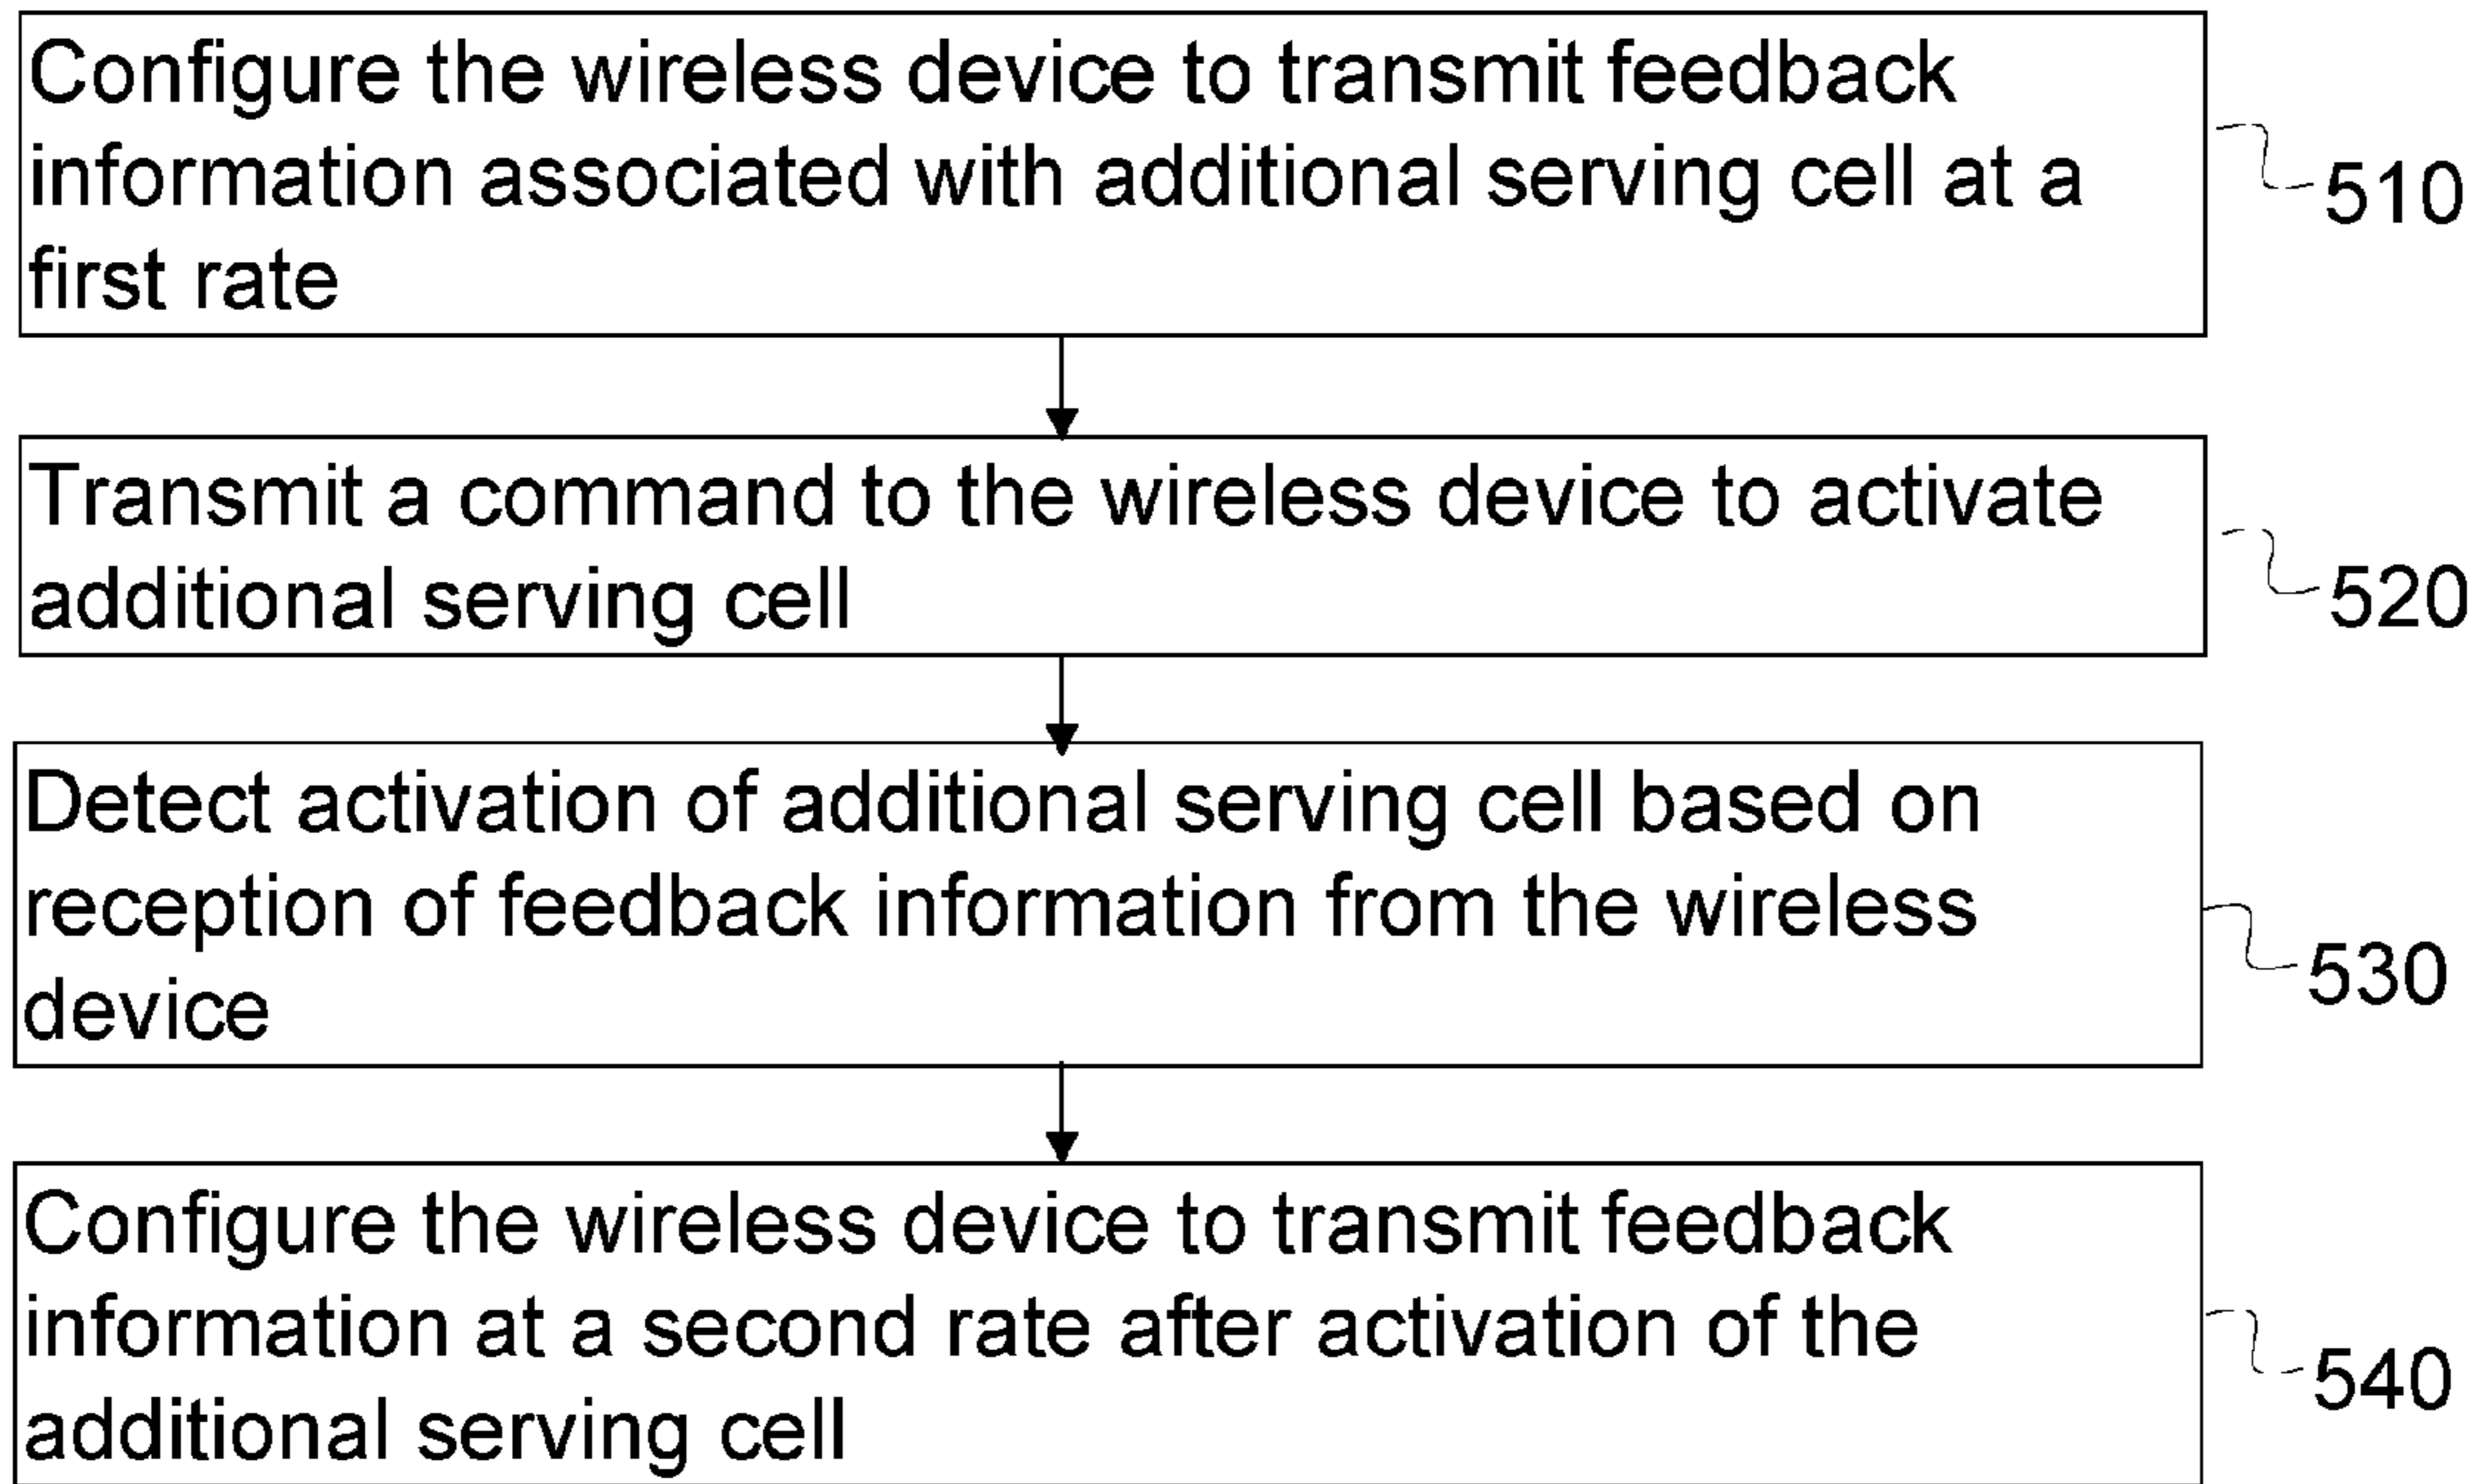 Configure the wireless device to transmit feedback
information associated with additional serving cell at a
first rate
510
Transmit a command to the wireless device to activate
additional serving cell
520
Detect activation of additional serving cell based on
reception of feedback information from the wireless
device
530
Configure the wireless device to transmit feedback
information at a second rate after activation of the
additional serving cell
540